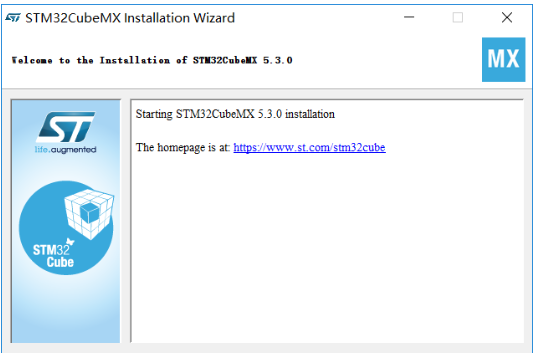 STM32CubeMX Installation Wizard
Welcome to the Installation of STM32CubeMX 5.3.0
MX
ST
life.augmented
STM32
Cube
Starting STM32CubeMX 5.3.0 installation
The homepage is at: https://www.st.com/stm32cube